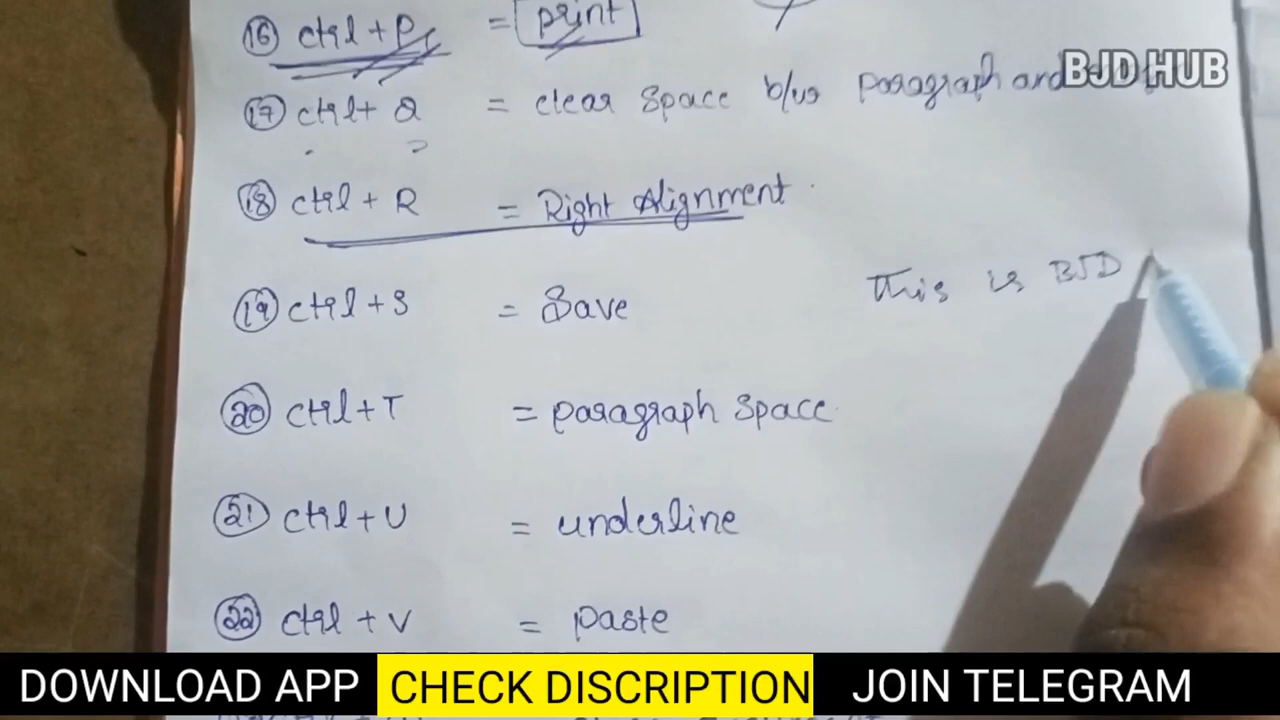 16 ctrl + P = print
BJD HUB
17 ctrl + Q = clear space b/w paragraph and
18 ctrl + R = Right Alignment
This is BJD
19 ctrl + S = Save
20 ctrl + T = paragraph space
21 ctrl + U = underline
22 ctrl + V = paste
DOWNLOAD APP CHECK DISCRIPTION JOIN TELEGRAM